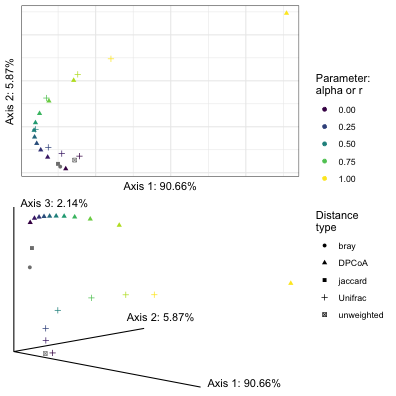 Axis 2: 5.87%
Axis 1: 90.66%
Parameter:
alpha or r
0.00
0.25
0.50
0.75
1.00
Axis 3: 2.14%
Axis 2: 5.87%
Axis 1: 90.66%
Distance
type
bray
DPCoA
jaccard
Unifrac
unweighted